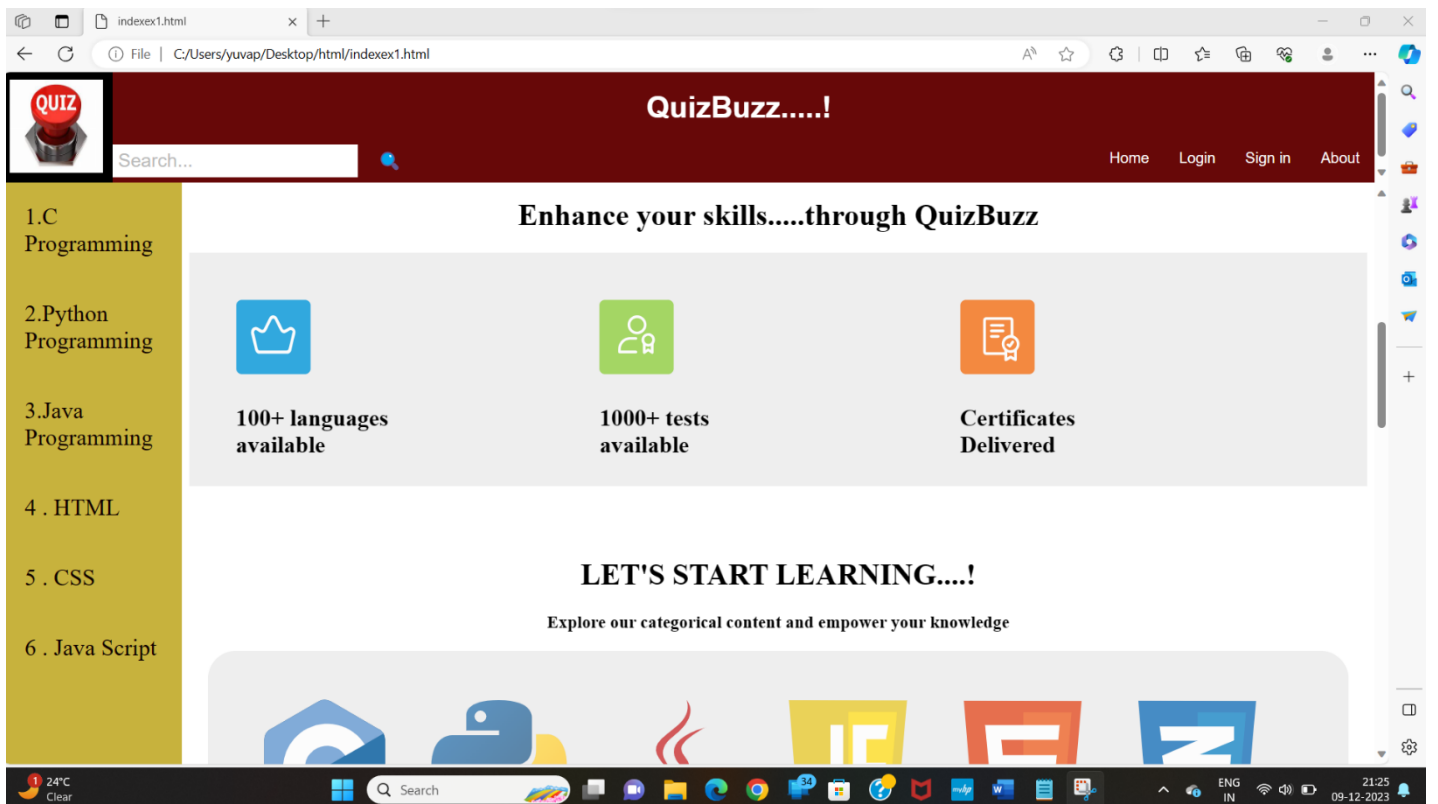 indexex1.html
File | C:/Users/yuvap/Desktop/html/indexex1.html
QUIZ
QuizBuzz.....!
Search...
Home Login Sign in About
1.C
Programming
2.Python
Programming
3.Java
Programming
4 . HTML
5 . CSS
6 . Java Script
Enhance your skills.....through QuizBuzz
100+ languages
available
1000+ tests
available
Certificates
Delivered
LET'S START LEARNING....!
Explore our categorical content and empower your knowledge
1
24°C
Clear
Search
34
myhp
ENG
IN
21:25
09-12-2023